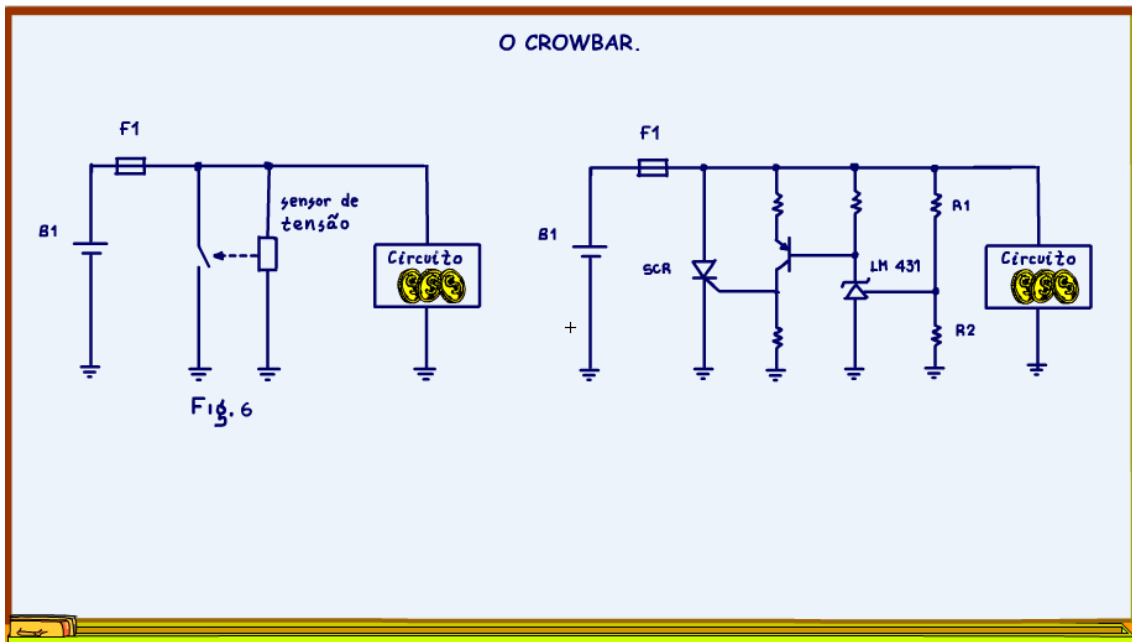 O CROWBAR.
F1
B1
sensor de
tensão
Circuito
$ $ $
Fig. 6
F1
B1
SCR
LM 431
R1
R2
Circuito
$ $ $